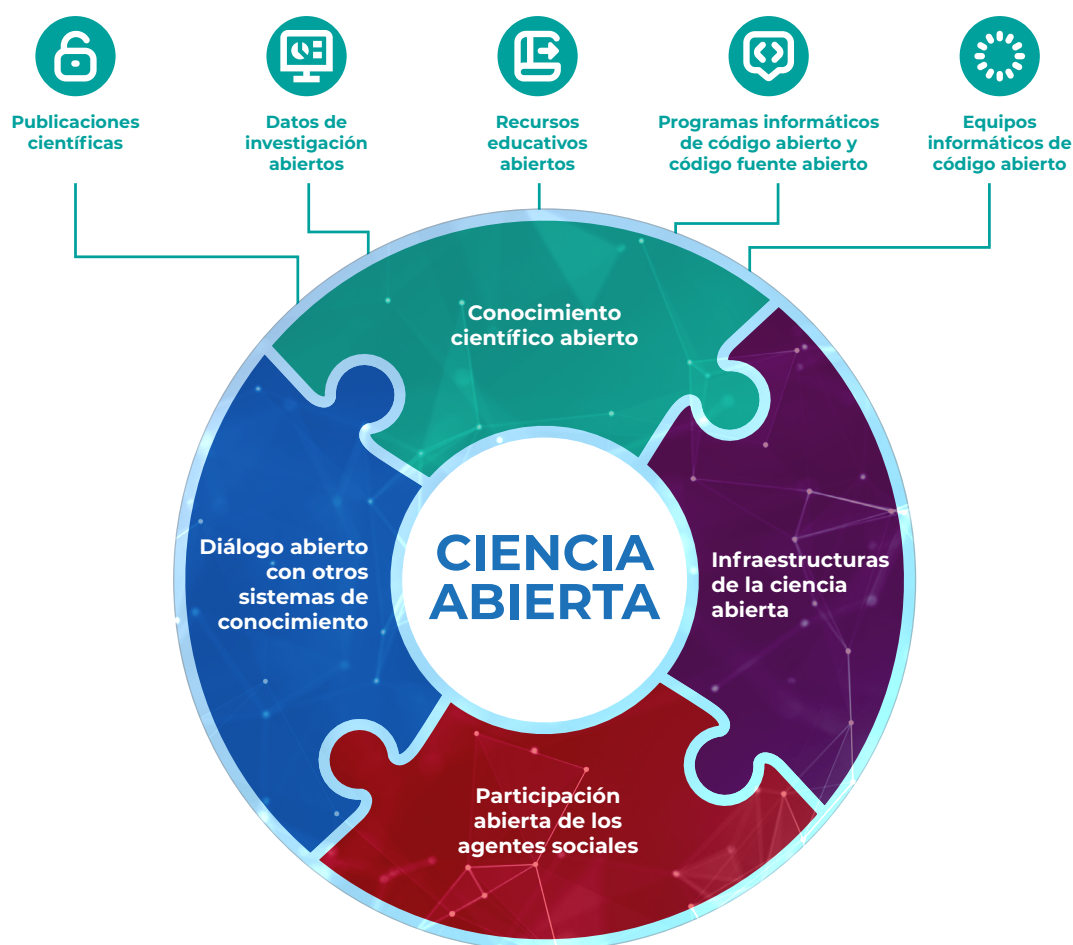 Publicaciones
científicas
Datos de
investigación
abiertos
Recursos
educativos
abiertos
Programas informáticos
de código abierto y
código fuente abierto
Equipos
informáticos de
código abierto
Conocimiento
científico abierto
Diálogo abierto
con otros
sistemas de
conocimiento
CIENCIA
ABIERTA
Infraestructuras
de la ciencia
abierta
Participación
abierta de los
agentes sociales